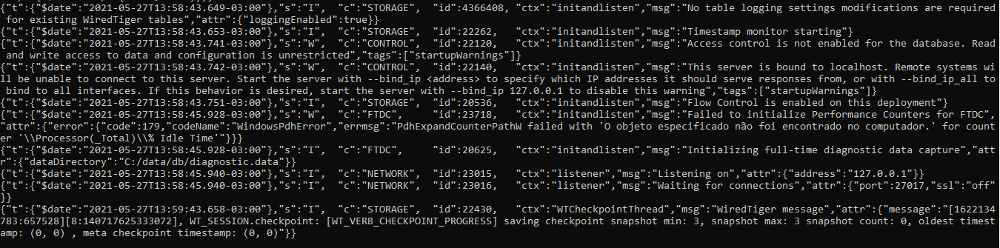 {"t":{"$date":"2021-05-27T13:58:43.649-03:00"},"s":"I",  "c":"STORAGE",  "id":4366408, "ctx":"initandlisten","msg":"No table logging settings modifications are required
for existing WiredTiger tables","attr":{"loggingEnabled":true}}
{"t":{"$date":"2021-05-27T13:58:43.653-03:00"},"s":"I",  "c":"STORAGE",  "id":22262,   "ctx":"initandlisten","msg":"Timestamp monitor starting"}
{"t":{"$date":"2021-05-27T13:58:43.741-03:00"},"s":"W",  "c":"CONTROL",  "id":22120,   "ctx":"initandlisten","msg":"Access control is not enabled for the database. Read
and write access to data and configuration is unrestricted","tags":["startupWarnings"]}
{"t":{"$date":"2021-05-27T13:58:43.742-03:00"},"s":"W",  "c":"CONTROL",  "id":22140,   "ctx":"initandlisten","msg":"This server is bound to localhost. Remote systems wi
ll be unable to connect to this server. Start the server with --bind_ip <address> to specify which IP addresses it should serve responses from, or with --bind_ip_all to
bind to all interfaces. If this behavior is desired, start the server with --bind_ip 127.0.0.1 to disable this warning","tags":["startupWarnings"]}
{"t":{"$date":"2021-05-27T13:58:43.751-03:00"},"s":"I",  "c":"STORAGE",  "id":20536,   "ctx":"initandlisten","msg":"Flow Control is enabled on this deployment"}
{"t":{"$date":"2021-05-27T13:58:45.928-03:00"},"s":"W",  "c":"FTDC",     "id":23718,   "ctx":"initandlisten","msg":"Failed to initialize Performance Counters for FTDC",
"attr":{"error":{"code":179,"codeName":"WindowsPdhError","errmsg":"PdhExpandCounterPathW failed with 'O objeto especificado não foi encontrado no computador.' for count
er '\\Processor(_Total)\\% Idle Time'"}}}
{"t":{"$date":"2021-05-27T13:58:45.928-03:00"},"s":"I",  "c":"FTDC",     "id":20625,   "ctx":"initandlisten","msg":"Initializing full-time diagnostic data capture","att
r":{"dataDirectory":"C:/data/db/diagnostic.data"}}
{"t":{"$date":"2021-05-27T13:58:45.940-03:00"},"s":"I",  "c":"NETWORK",  "id":23015,   "ctx":"listener","msg":"Listening on","attr":{"address":"127.0.0.1"}}
{"t":{"$date":"2021-05-27T13:58:45.940-03:00"},"s":"I",  "c":"NETWORK",  "id":23016,   "ctx":"listener","msg":"Waiting for connections","attr":{"port":27017,"ssl":"off"
}}
{"t":{"$date":"2021-05-27T13:59:43.658-03:00"},"s":"I",  "c":"STORAGE",  "id":22430,   "ctx":"WTCheckpointThread","msg":"WiredTiger message","attr":{"message":"[1622134
783:657528][8:140717625333072], WT_SESSION.checkpoint: [WT_VERB_CHECKPOINT_PROGRESS] saving checkpoint snapshot min: 3, snapshot max: 3 snapshot count: 0, oldest timest
amp: (0, 0) , meta checkpoint timestamp: (0, 0)"}}